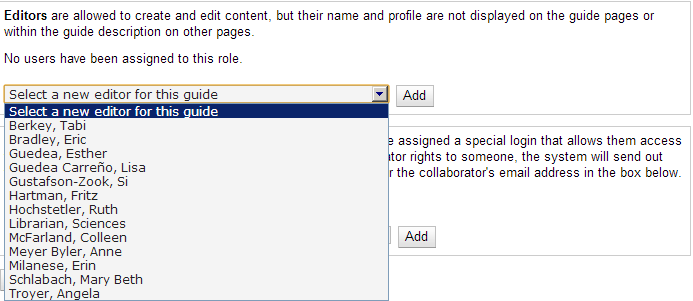 Editors are allowed to create and edit content, but their name and profile are not displayed on the guide pages or
within the guide description on other pages.
No users have been assigned to this role.
Select a new editor for this guide Add
Select a new editor for this guide
Berkey, Tabi
Bradley, Eric
Guedea, Esther
Guedea Carreño, Lisa
Gustafson-Zook, Si
Hartman, Fritz
Hochstetler, Ruth
Librarian, Sciences
McFarland, Colleen
Meyer Byler, Anne
Milanese, Erin
Schlabach, Mary Beth
Troyer, Angela
e assigned a special login that allows them access
tor rights to someone, the system will send out
r the collaborator's email address in the box below.
Add